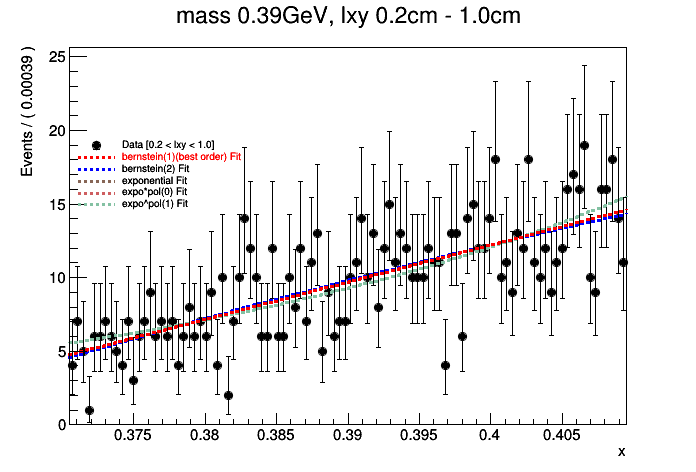 mass 0.39GeV, lxy 0.2cm - 1.0cm
Events / ( 0.00039 )
25
20
15
10
5
0
Data [0.2 < lxy < 1.0]
bernstein(1)(best order) Fit
bernstein(2) Fit
exponential Fit
expo*pol(0) Fit
expo^pol(1) Fit
0.375
0.38
0.385
0.39
0.395
0.4
0.405
x